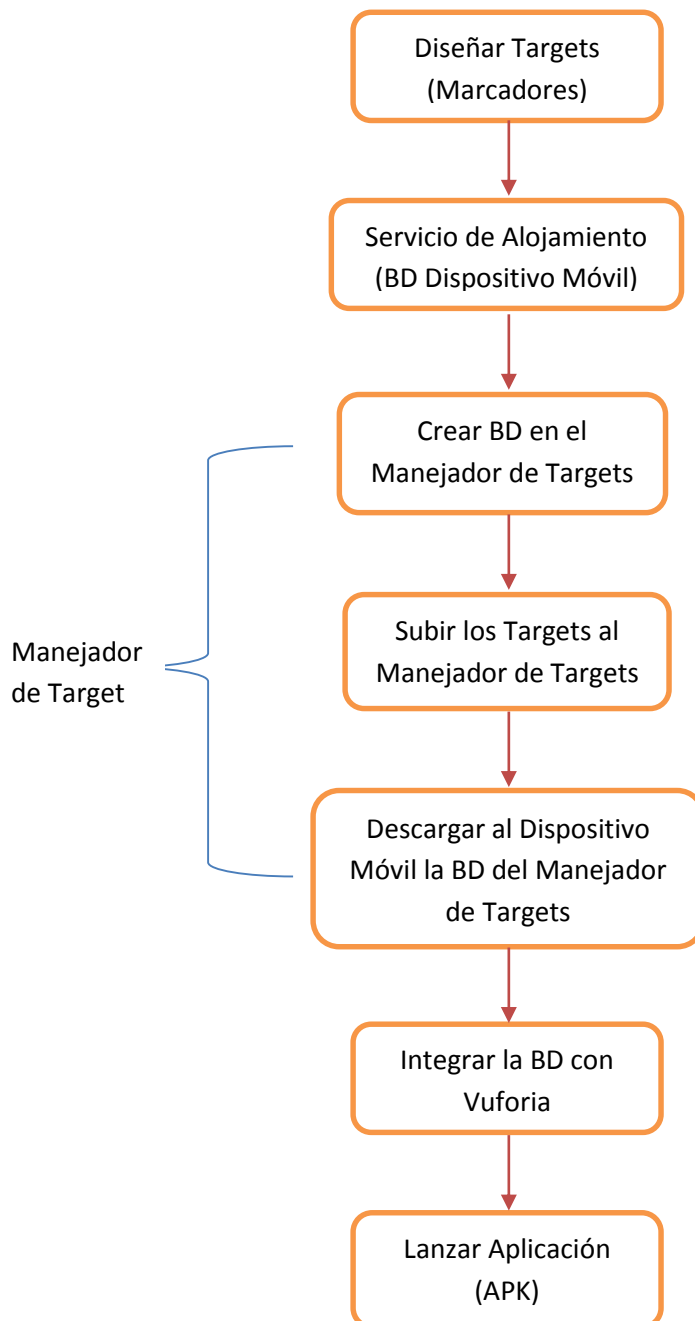 Diseñar Targets
(Marcadores)
Servicio de Alojamiento
(BD Dispositivo Móvil)
Crear BD en el
Manejador de Targets
Subir los Targets al
Manejador de Targets
Manejador
de Target
Descargar al Dispositivo
Móvil la BD del Manejador
de Targets
Integrar la BD con
Vuforia
Lanzar Aplicación
(APK)